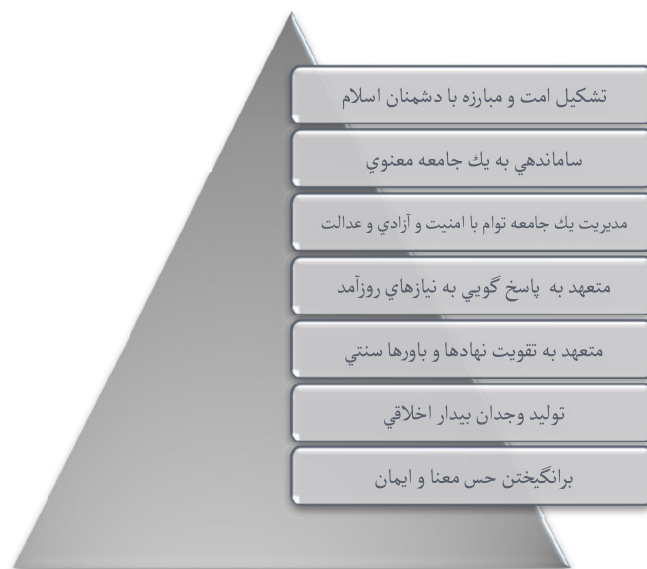 تشكيل امت و مبارزه با دشمنان اسلام
ساماندهي به يك جامعه معنوي
مديريت يك جامعه توام با امنيت و آزادي و عدالت
متعهد به پاسخ گويي به نيازهاي روزآمد
متعهد به تقويت نهادها و باورها سنتي
توليد وجدان بيدار اخلاقي
برانگيختن حس معنا و ايمان